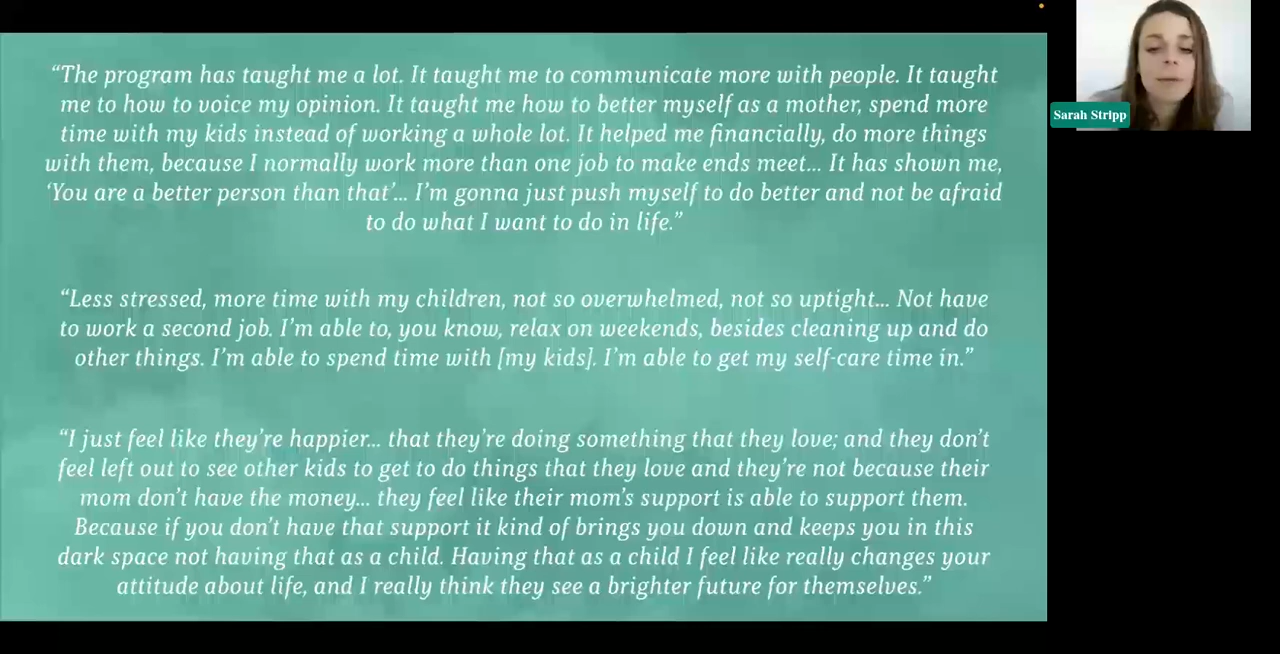 “The program has taught me a lot. It taught me to communicate more with people. It taught
me to how to voice my opinion. It taught me how to better myself as a mother, spend more
time with my kids instead of working a whole lot. It helped me financially, do more things
with them, because I normally work more than one job to make ends meet... It has shown me,
‘You are a better person than that’... I’m gonna just push myself to do better and not be afraid
to do what I want to do in life.”
“Less stressed, more time with my children, not so overwhelmed, not so uptight... Not have
to work a second job. I’m able to, you know, relax on weekends, besides cleaning up and do
other things. I’m able to spend time with [my kids]. I’m able to get my self-care time in.”
“I just feel like they’re happier... that they’re doing something that they love; and they don’t
feel left out to see other kids to get to do things that they love and they’re not because their
mom don’t have the money... they feel like their mom’s support is able to support them.
Because if you don’t have that support it kind of brings you down and keeps you in this
dark space not having that as a child. Having that as a child I feel like really changes your
attitude about life, and I really think they see a brighter future for themselves.”
Sarah Stripp